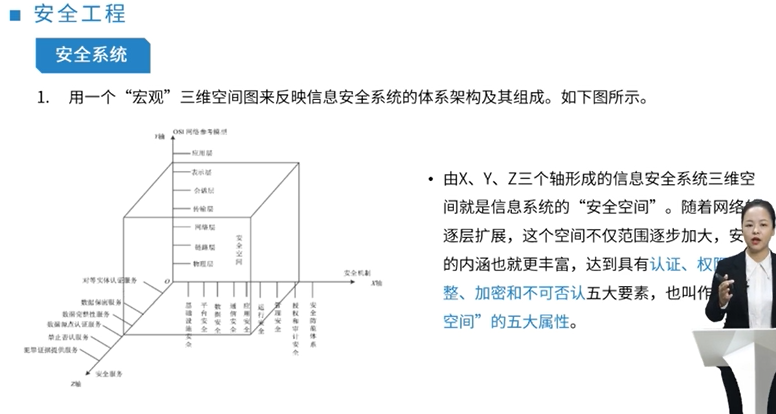 安全工程
安全系统
1. 用一个“宏观”三维空间图来反映信息安全系统的体系架构及其组成。如下图所示。
Y轴 OSI 网络参考模型
应用层
表示层
会话层
传输层
网络层
链路层
物理层
安全空间
O
安全机制
X轴
基础设施安全
平台安全
数据安全
通信安全
应用安全
运行安全
管理安全
授权和审计安全
安全防范体系
对等实体认证服务
数据保密服务
数据完整性服务
数据源点认证服务
禁止否认服务
犯罪证据提供服务
安全服务
Z轴
• 由X、Y、Z三个轴形成的信息安全系统三维空
间就是信息系统的“安全空间”。随着网络
逐层扩展，这个空间不仅范围逐步加大，安
的内涵也就更丰富，达到具有认证、权
整、加密和不可否认五大要素，也叫作
空间”的五大属性。